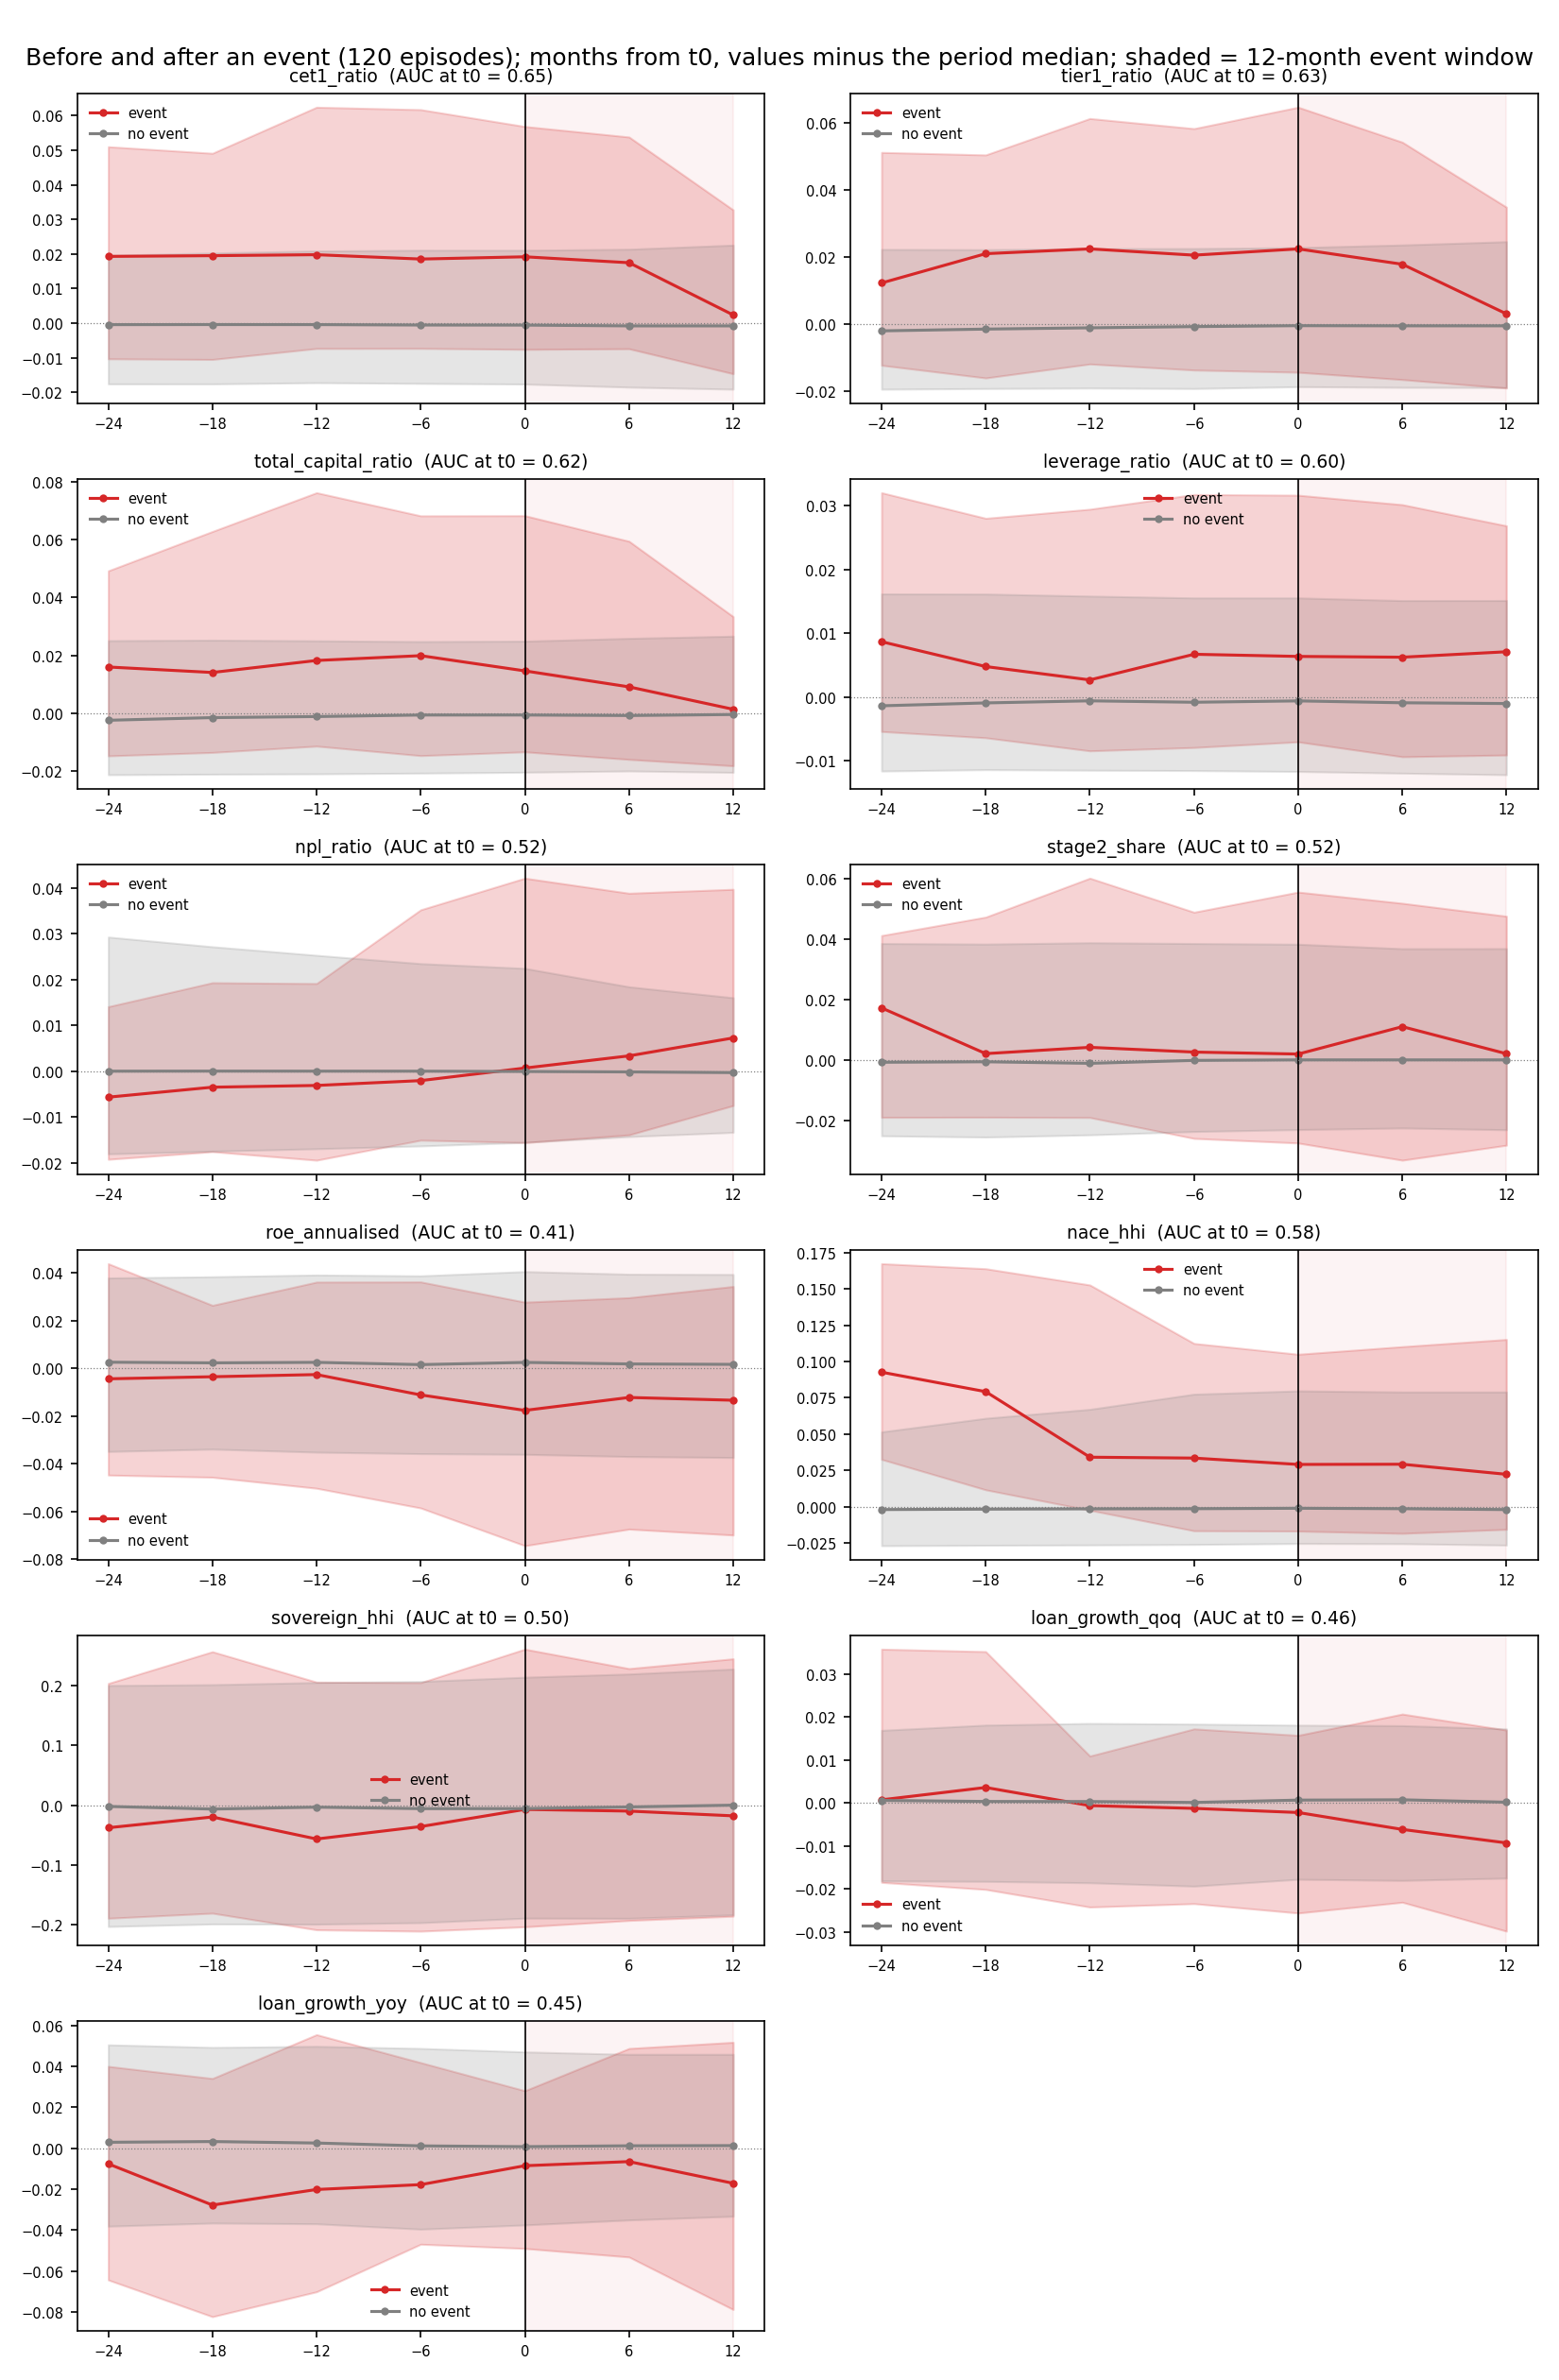 Before and after an event (120 episodes); months from t0, values minus the period median; shaded = 12-month event window
cet1_ratio (AUC at t0 = 0.65)
event
no event
0.06
0.05
0.04
0.03
0.02
0.01
0.00
−0.01
−0.02
−24 −18 −12 −6 0 6 12
tier1_ratio (AUC at t0 = 0.63)
event
no event
0.06
0.04
0.02
0.00
−0.02
−24 −18 −12 −6 0 6 12
total_capital_ratio (AUC at t0 = 0.62)
event
no event
0.08
0.06
0.04
0.02
0.00
−0.02
−24 −18 −12 −6 0 6 12
leverage_ratio (AUC at t0 = 0.60)
event
no event
0.03
0.02
0.01
0.00
−0.01
−24 −18 −12 −6 0 6 12
npl_ratio (AUC at t0 = 0.52)
event
no event
0.04
0.03
0.02
0.01
0.00
−0.01
−0.02
−24 −18 −12 −6 0 6 12
stage2_share (AUC at t0 = 0.52)
event
no event
0.06
0.04
0.02
0.00
−0.02
−24 −18 −12 −6 0 6 12
roe_annualised (AUC at t0 = 0.41)
0.04
0.02
0.00
−0.02
−0.04
−0.06
−0.08
event
no event
−24 −18 −12 −6 0 6 12
nace_hhi (AUC at t0 = 0.58)
event
no event
0.175
0.150
0.125
0.100
0.075
0.050
0.025
0.000
−0.025
−24 −18 −12 −6 0 6 12
sovereign_hhi (AUC at t0 = 0.50)
0.2
0.1
0.0
−0.1
−0.2
event
no event
−24 −18 −12 −6 0 6 12
loan_growth_qoq (AUC at t0 = 0.46)
0.03
0.02
0.01
0.00
−0.01
−0.02
−0.03
event
no event
−24 −18 −12 −6 0 6 12
loan_growth_yoy (AUC at t0 = 0.45)
0.06
0.04
0.02
0.00
−0.02
−0.04
−0.06
−0.08
event
no event
−24 −18 −12 −6 0 6 12